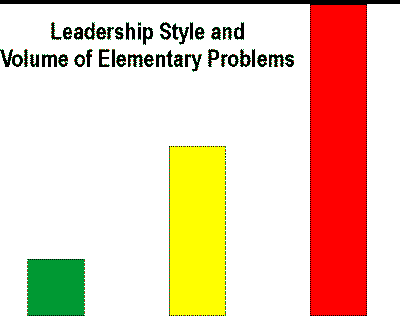 Leadership Style and
Volume of Elementary Problems